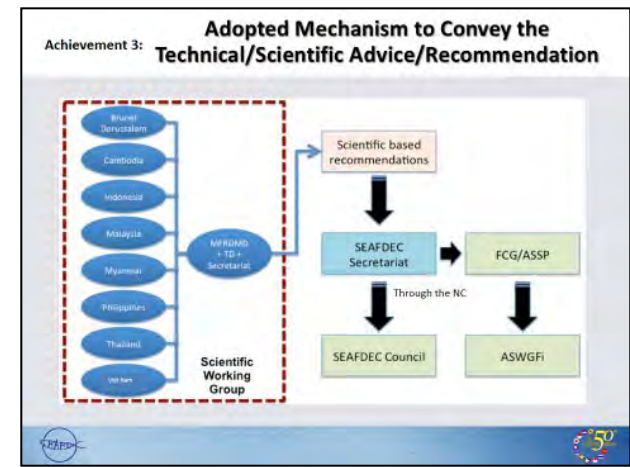 Achievement 3:
Adopted Mechanism to Convey the
Technical/Scientific Advice/Recommendation
Brunei
Darussalam
Cambodia
Indonesia
Malaysia
Myanmar
Philippines
Thailand
Viet Nam
MFRDMD
+ TD +
Secretariat
Scientific
Working
Group
Scientific based
recommendations
SEAFDEC
Secretariat
FCG/ASSP
Through the NC
SEAFDEC Council
ASWGFi
SEAFDEC
50